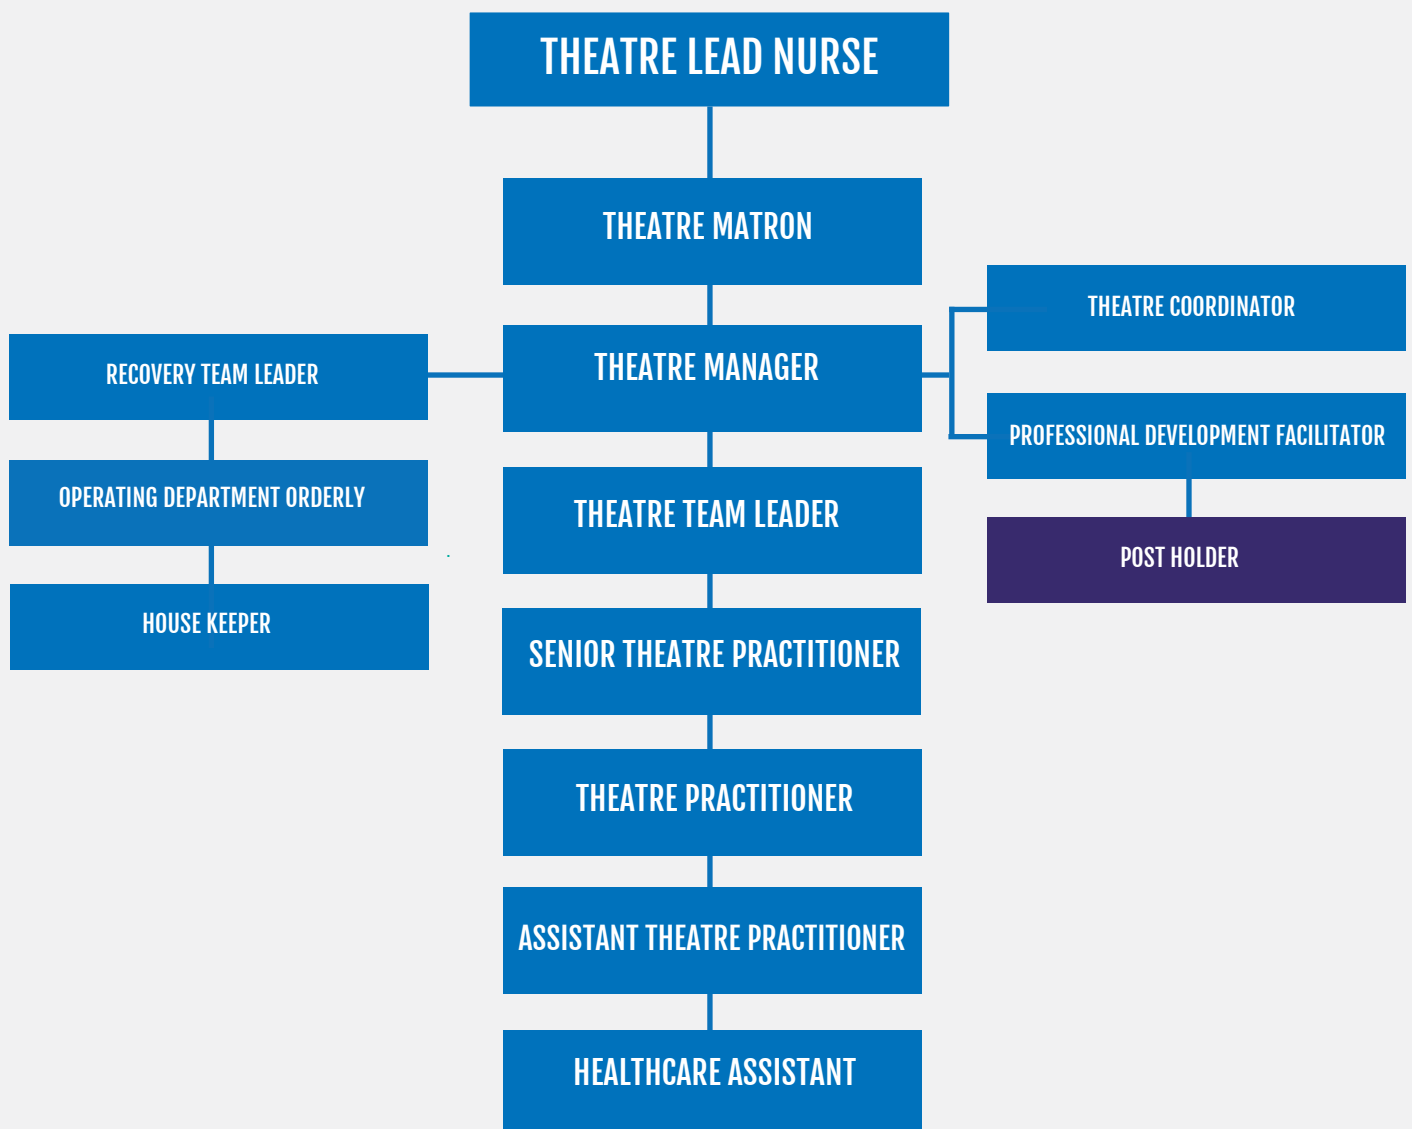 THEATRE LEAD NURSE
THEATRE MATRON
THEATRE COORDINATOR
RECOVERY TEAM LEADER
THEATRE MANAGER
PROFESSIONAL DEVELOPMENT FACILITATOR
OPERATING DEPARTMENT ORDERLY
THEATRE TEAM LEADER
POST HOLDER
HOUSE KEEPER
SENIOR THEATRE PRACTITIONER
THEATRE PRACTITIONER
ASSISTANT THEATRE PRACTITIONER
HEALTHCARE ASSISTANT